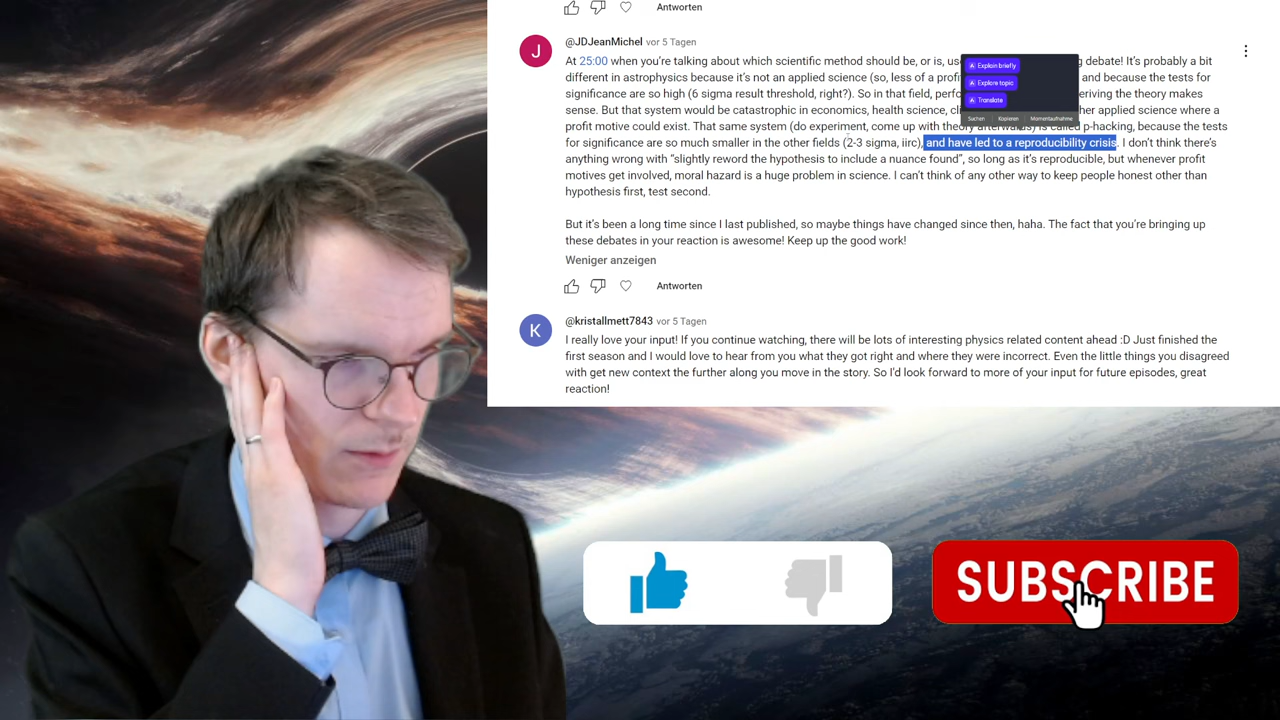 Antworten
J
@JDJeanMichel vor 5 Tagen
At 25:00 when you're talking about which scientific method should be, or is, use debate! It's probably a bit
different in astrophysics because it's not an applied science (so, less of a profi and because the tests for
significance are so high (6 sigma result threshold, right?). So in that field, perfo eriving the theory makes
sense. But that system would be catastrophic in economics, health science, cli her applied science where a
profit motive could exist. That same system (do experiment, come up with theory afterwards) is called p-hacking, because the tests
for significance are so much smaller in the other fields (2-3 sigma, iirc), and have led to a reproducibility crisis. I don't think there's
anything wrong with "slightly reword the hypothesis to include a nuance found", so long as it's reproducible, but whenever profit
motives get involved, moral hazard is a huge problem in science. I can't think of any other way to keep people honest other than
hypothesis first, test second.
Explain briefly
Explore topic
Translate
Suchen Kopieren Momentaufnahme
But it's been a long time since I last published, so maybe things have changed since then, haha. The fact that you're bringing up
these debates in your reaction is awesome! Keep up the good work!
Weniger anzeigen
Antworten
K
@kristallmett7843 vor 5 Tagen
I really love your input! If you continue watching, there will be lots of interesting physics related content ahead :D Just finished the
first season and I would love to hear from you what they got right and where they were incorrect. Even the little things you disagreed
with get new context the further along you move in the story. So I'd look forward to more of your input for future episodes, great
reaction!
SUBSCRIBE